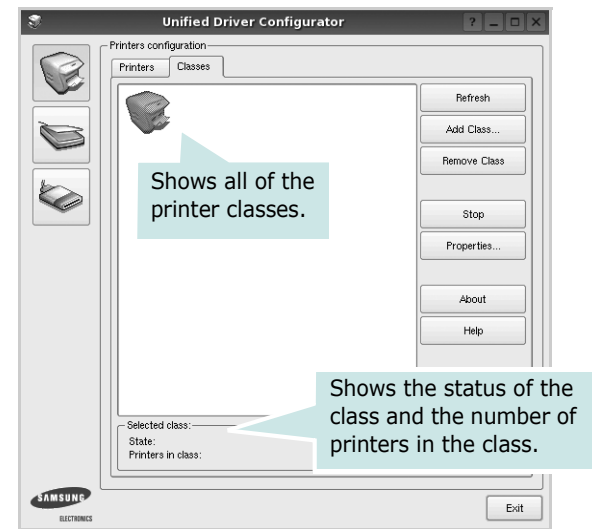 Unified Driver Configurator
Printers configuration
Printers
Classes
Refresh
Add Class...
Remove Class
Shows all of the
printer classes.
Stop
Properties...
About
Help
Shows the status of the
class and the number of
printers in the class.
Selected class:
State:
Printers in class:
SAMSUNG
ELECTRONICS
Exit